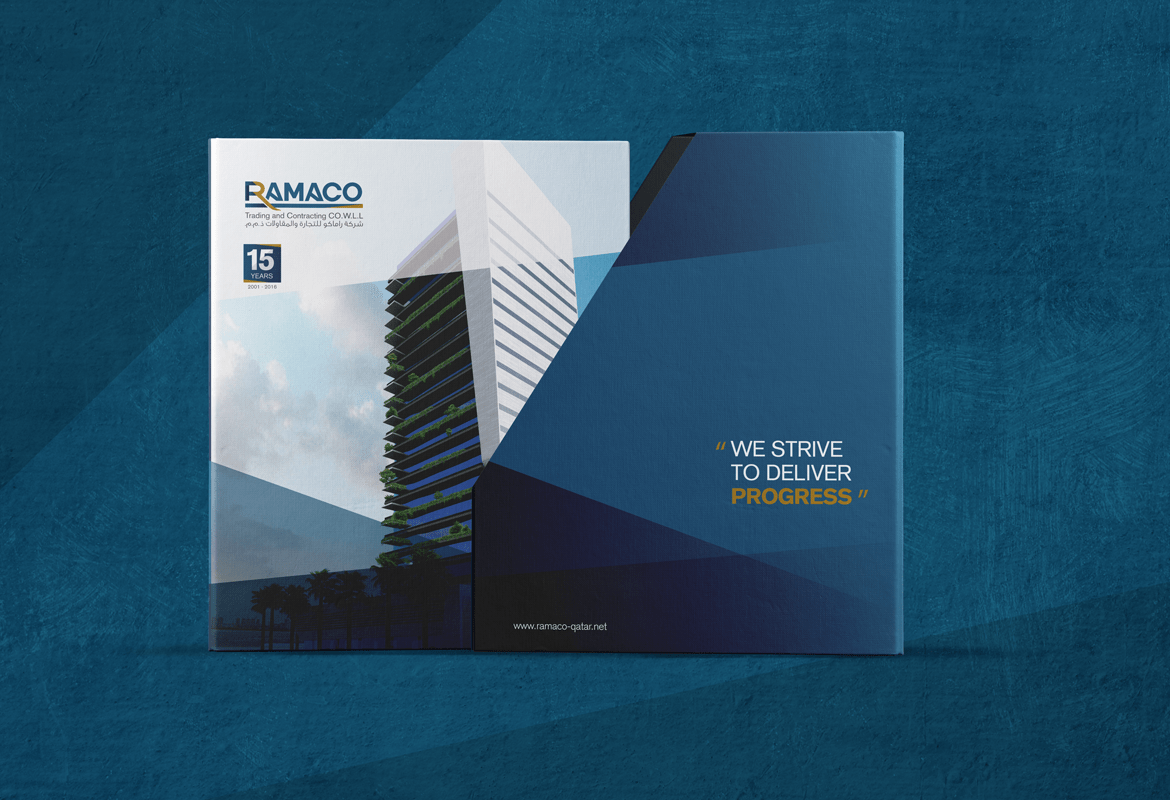 RAMACO
Trading and Contracting CO.W.L.L
شركة راماكو للتجارة والمقاولات ذ.م.م.
15
YEARS
2001 - 2016
" WE STRIVE
TO DELIVER
PROGRESS "
www.ramaco-qatar.net